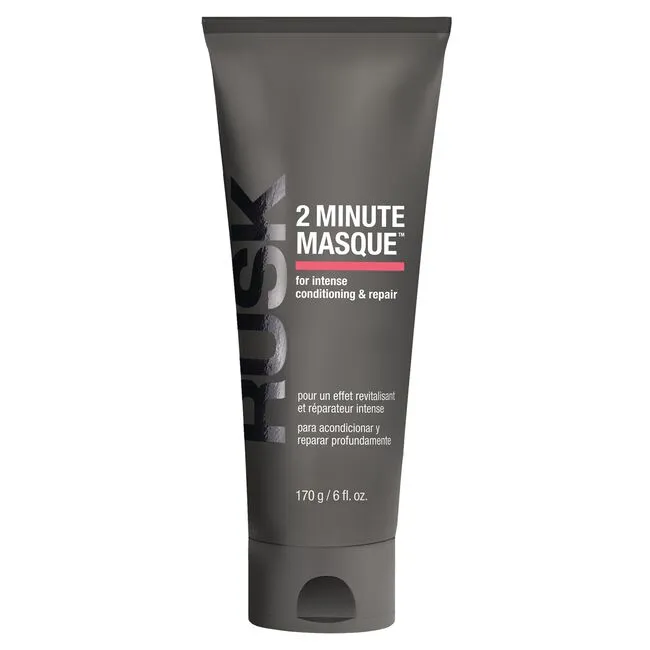 RUSK
2 MINUTE
MASQUE™
for intense
conditioning & repair
pour un effet revitalisant
et réparateur intense
para acondicionar y
reparar profundamente
170 g / 6 fl. oz.